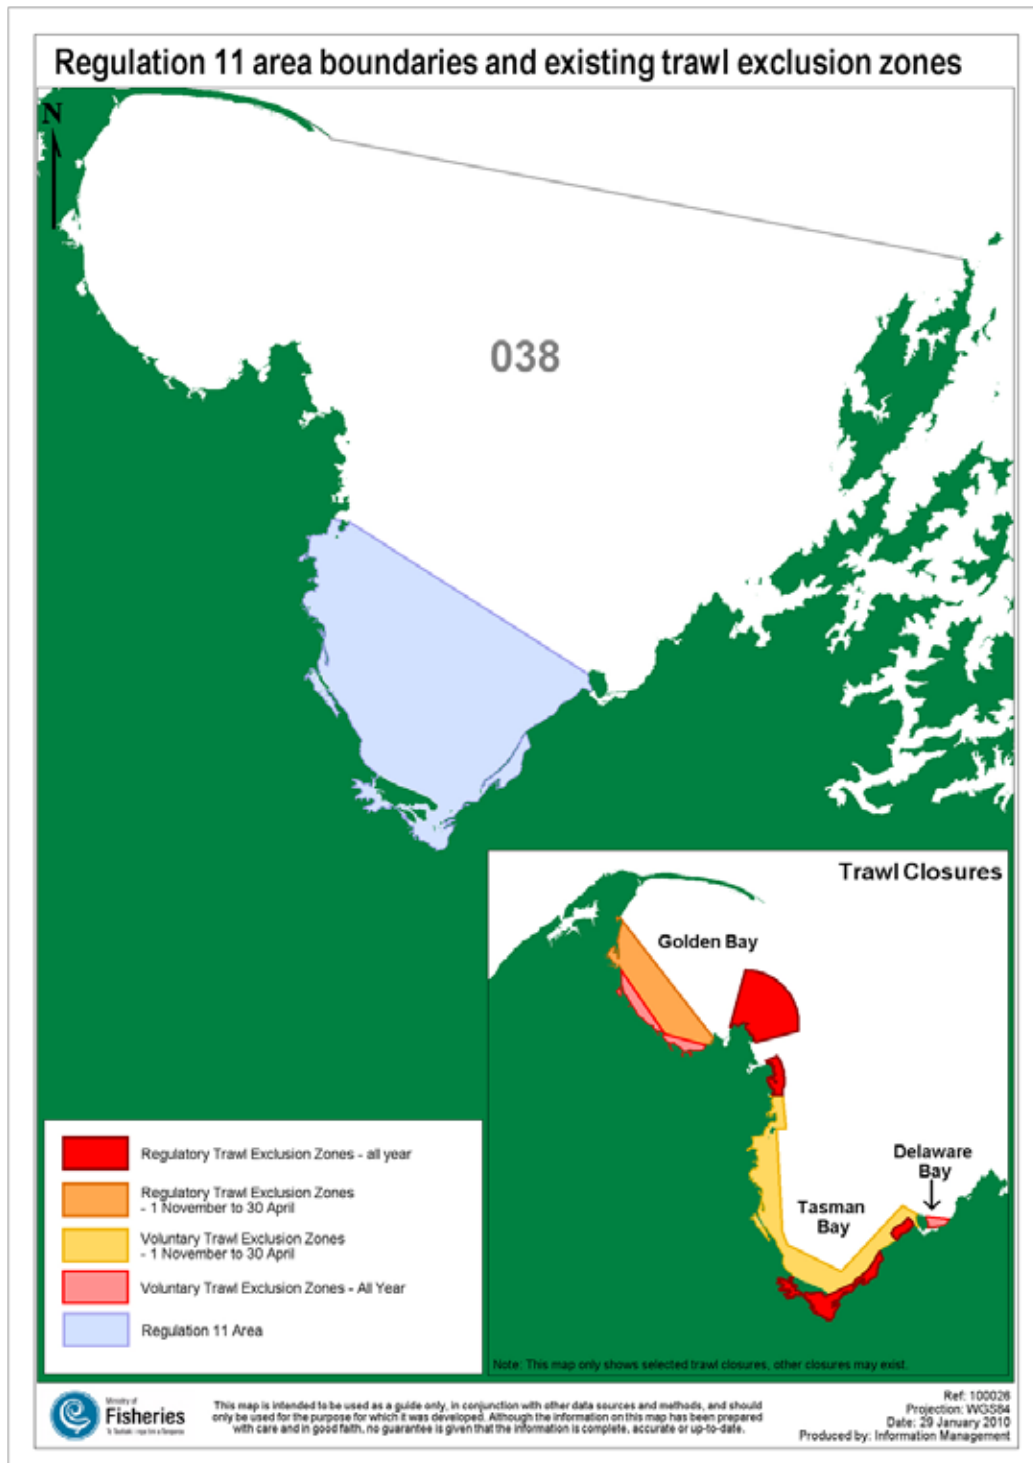 Regulation 11 area boundaries and existing trawl exclusion zones
N
038
Trawl Closures
Golden Bay
Delaware
Bay
Tasman
Bay
Regulatory Trawl Exclusion Zones - all year
Regulatory Trawl Exclusion Zones
- 1 November to 30 April
Voluntary Trawl Exclusion Zones
- 1 November to 30 April
Voluntary Trawl Exclusion Zones - All Year
Regulation 11 Area
Note: This map only shows selected trawl closures, other closures may exist.
Ministry of
Fisheries
This map is intended to be used as a guide only, in conjunction with other data sources and methods, and should
only be used for the purpose for which it was developed. Although the information on this map has been prepared
with care and in good faith, no guarantee is given that the information is complete, accurate or up-to-date.
Ref: 100026
Projection: WGS84
Date: 29 January 2010
Produced by: Information Management